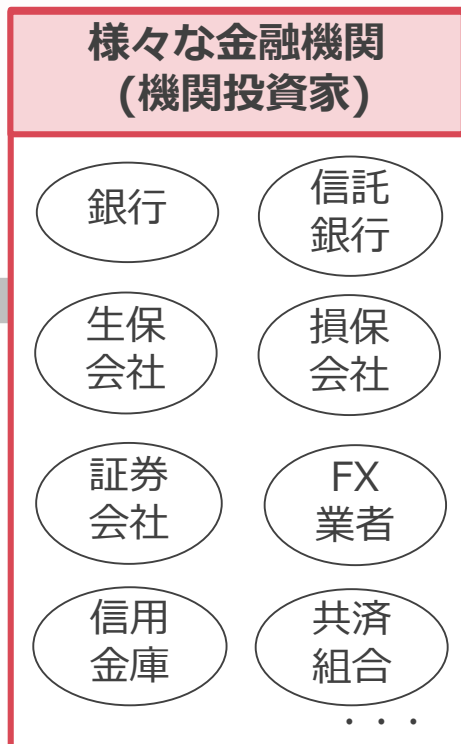 様々な金融機関
(機関投資家)
銀行
信託
銀行
生保
会社
損保
会社
証券
会社
FX
業者
信用
金庫
共済
組合
・・・